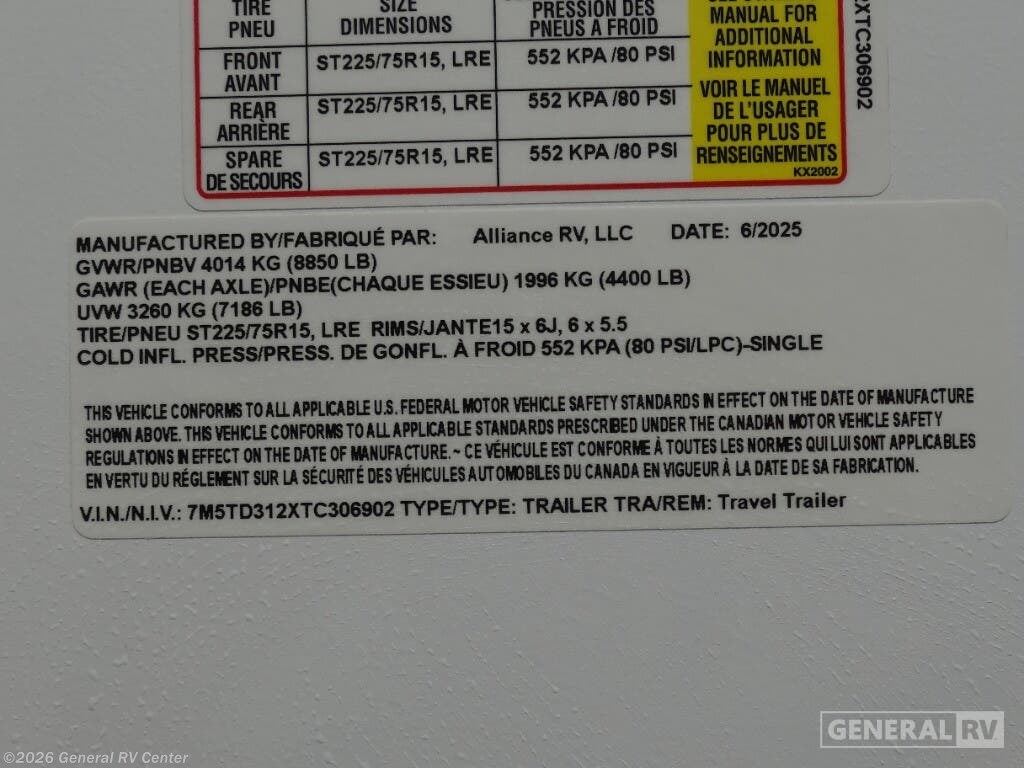 TIRE
PNEU
SIZE
DIMENSIONS
PRESSION DES
PNEUS A FROID
MANUAL FOR
ADDITIONAL
INFORMATION
VOIR LE MANUEL
DE L'USAGER
POUR PLUS DE
RENSEIGNEMENTS
KX2002
FRONT
AVANT
ST225/75R15, LRE
552 KPA /80 PSI
REAR
ARRIÈRE
ST225/75R15, LRE
552 KPA /80 PSI
SPARE
DE SECOURS
ST225/75R15, LRE
552 KPA /80 PSI
XTC306902
MANUFACTURED BY/FABRIQUÉ PAR: Alliance RV, LLC DATE: 6/2025
GVWR/PNBV 4014 KG (8850 LB)
GAWR (EACH AXLE)/PNBE(CHAQUE ESSIEU) 1996 KG (4400 LB)
UVW 3260 KG (7186 LB)
TIRE/PNEU ST225/75R15, LRE RIMS/JANTE15 x 6J, 6 x 5.5
COLD INFL. PRESS/PRESS. DE GONFL. À FROID 552 KPA (80 PSI/LPC)-SINGLE
THIS VEHICLE CONFORMS TO ALL APPLICABLE U.S. FEDERAL MOTOR VEHICLE SAFETY STANDARDS IN EFFECT ON THE DATE OF MANUFACTURE
SHOWN ABOVE. THIS VEHICLE CONFORMS TO ALL APPLICABLE STANDARDS PRESCRIBED UNDER THE CANADIAN MOTOR VEHICLE SAFETY
REGULATIONS IN EFFECT ON THE DATE OF MANUFACTURE. ~ CE VÉHICULE EST CONFORME À TOUTES LES NORMES QUI LUI SONT APPLICABLES
EN VERTU DU RÉGLEMENT SUR LA SÉCURITÉ DES VÉHICULES AUTOMOBILES DU CANADA EN VIGUEUR À LA DATE DE SA FABRICATION.
V.I.N./N.I.V.: 7M5TD312XTC306902 TYPE/TYPE: TRAILER TRA/REM: Travel Trailer
GENERAL RV
©2026 General RV Center